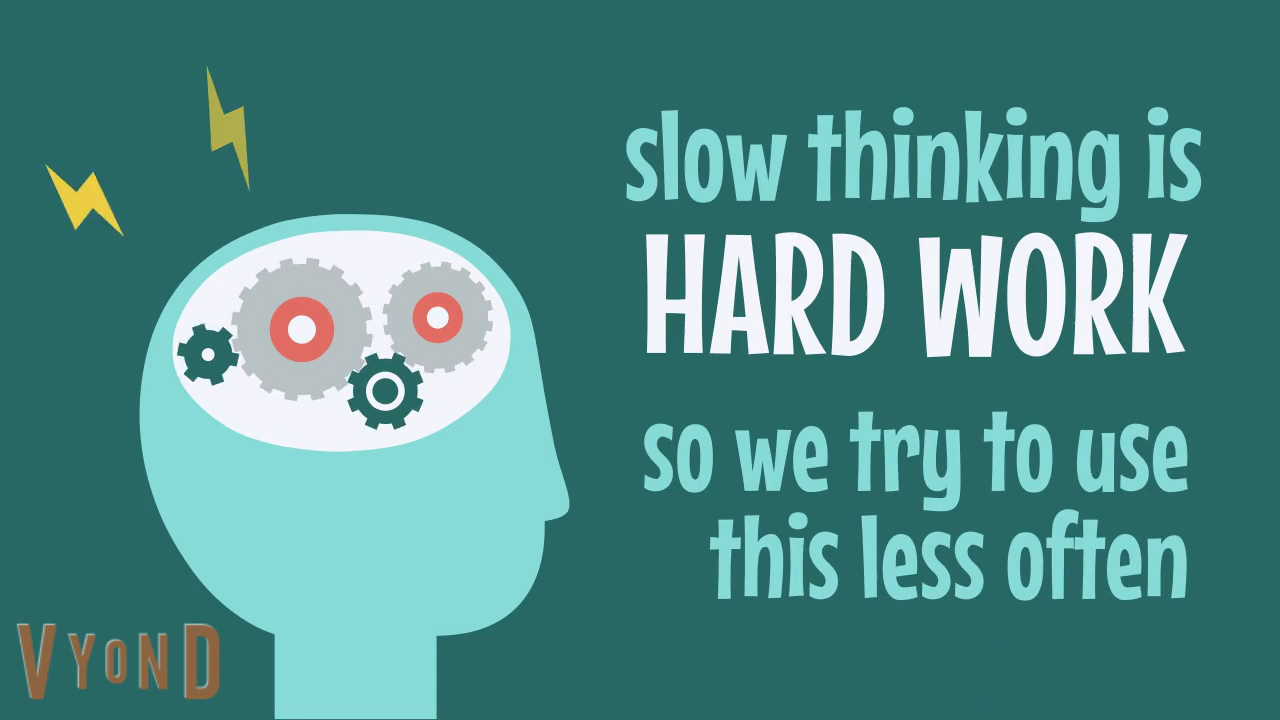 slow thinking is
HARD WORK
so we try to use
this less often
VYOND